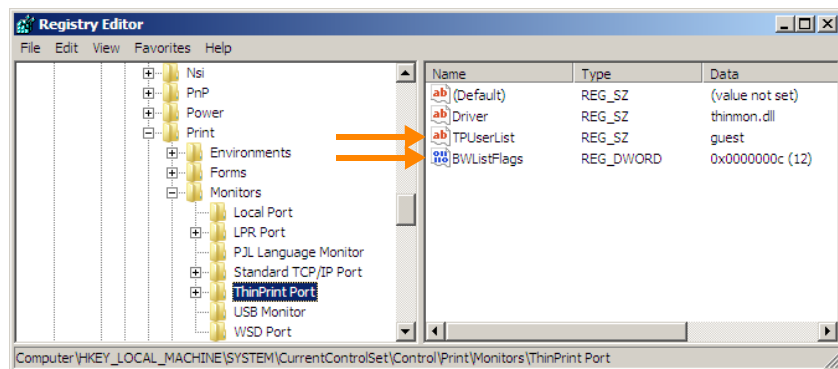 Registry Editor
File Edit View Favorites Help
Nsi
PnP
Power
Print
Environments
Forms
Monitors
Local Port
LPR Port
PJL Language Monitor
Standard TCP/IP Port
ThinPrint Port
USB Monitor
WSD Port
Name Type Data
(Default) REG_SZ (value not set)
Driver REG_SZ thinmon.dll
TPUserList REG_SZ guest
BWListFlags REG_DWORD 0x0000000c (12)
Computer\HKEY_LOCAL_MACHINE\SYSTEM\CurrentControlSet\Control\Print\Monitors\ThinPrint Port